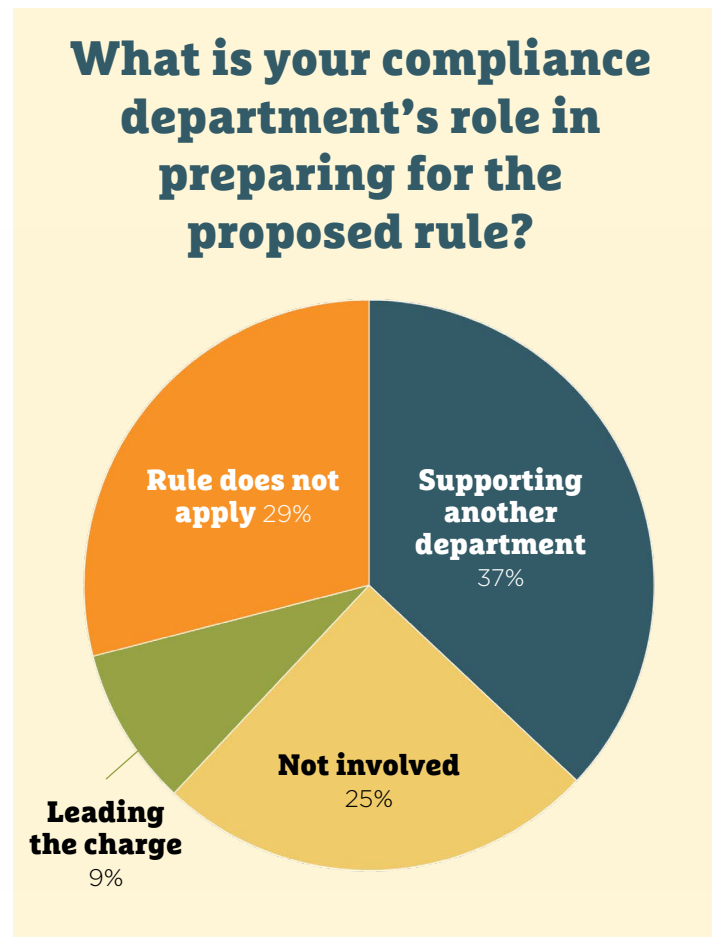 What is your compliance
department’s role in
preparing for the
proposed rule?
Rule does not
apply 29%
Supporting
another
department
37%
Not involved
25%
Leading
the charge
9%